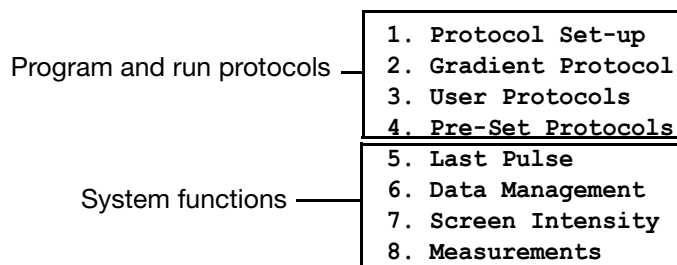 Program and run protocols
1. Protocol Set-up
2. Gradient Protocol
3. User Protocols
4. Pre-Set Protocols
System functions
5. Last Pulse
6. Data Management
7. Screen Intensity
8. Measurements